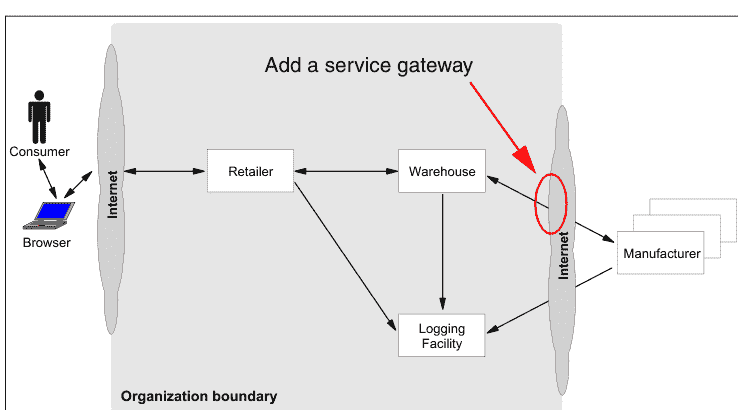 Add a service gateway
Consumer
Browser
Internet
Retailer
Warehouse
Internet
Manufacturer
Logging
Facility
Organization boundary